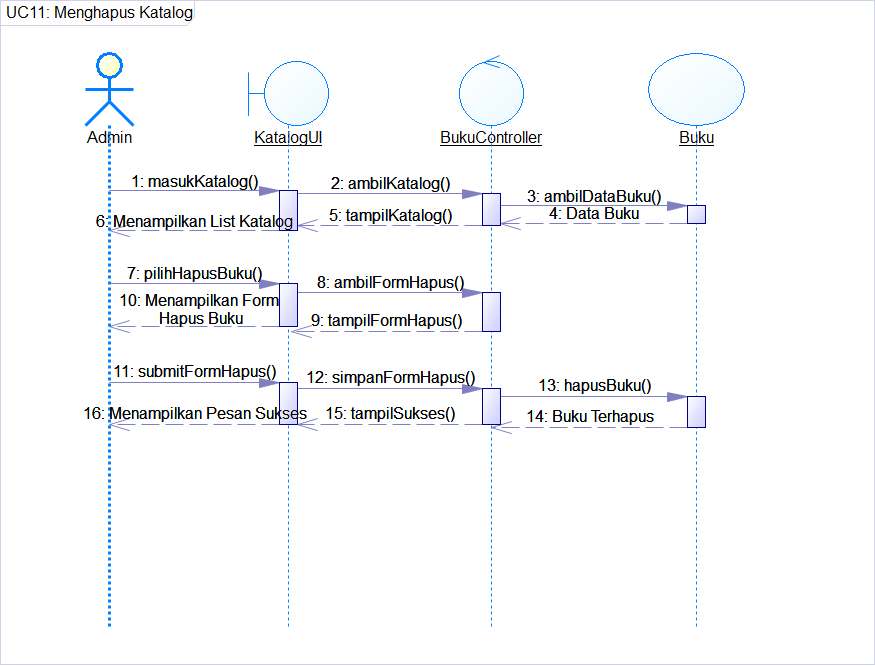 UC11: Menghapus Katalog
Admin
KatalogUI
BukuController
Buku
1: masukKatalog()
2: ambilKatalog()
3: ambilDataBuku()
4: Data Buku
5: tampilKatalog()
6: Menampilkan List Katalog
7: pilihHapusBuku()
8: ambilFormHapus()
9: tampilFormHapus()
10: Menampilkan Form
Hapus Buku
11: submitFormHapus()
12: simpanFormHapus()
13: hapusBuku()
14: Buku Terhapus
15: tampilSukses()
16: Menampilkan Pesan Sukses